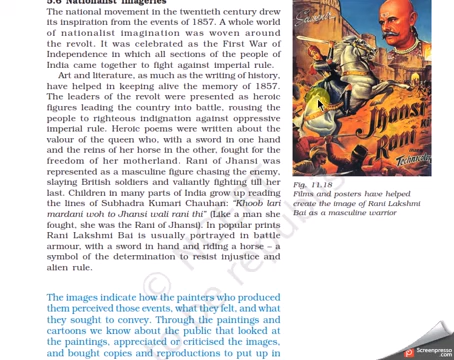 5.6 Nationalist Imageries
The national movement in the twentieth century drew
its inspiration from the events of 1857. A whole world
of nationalist imagination was woven around
the revolt. It was celebrated as the First War of
Independence in which all sections of the people of
India came together to fight against imperial rule.
Art and literature, as much as the writing of history,
have helped in keeping alive the memory of 1857.
The leaders of the revolt were presented as heroic
figures leading the country into battle, rousing the
people to righteous indignation against oppressive
imperial rule. Heroic poems were written about the
valour of the queen who, with a sword in one hand
and the reins of her horse in the other, fought for the
freedom of her motherland. Rani of Jhansi was
represented as a masculine figure chasing the enemy,
slaying British soldiers and valiantly fighting till her
last. Children in many parts of India grow up reading
the lines of Subhadra Kumari Chauhan: "Khoob lari
mardani woh to Jhansi wali rani thi" (Like a man she
fought, she was the Rani of Jhansi). In popular prints
Rani Lakshmi Bai is usually portrayed in battle
armour, with a sword in hand and riding a horse – a
symbol of the determination to resist injustice and
alien rule.
The images indicate how the painters who produced
them perceived those events, what they felt, and what
they sought to convey. Through the paintings and
cartoons we know about the public that looked at
the paintings, appreciated or criticised the images,
and bought copies and reproductions to put up in
Jhansi
Rani
Technicolor
Fig. 11.18
Films and posters have helped
create the image of Rani Lakshmi
Bai as a masculine warrior
Screenpresso